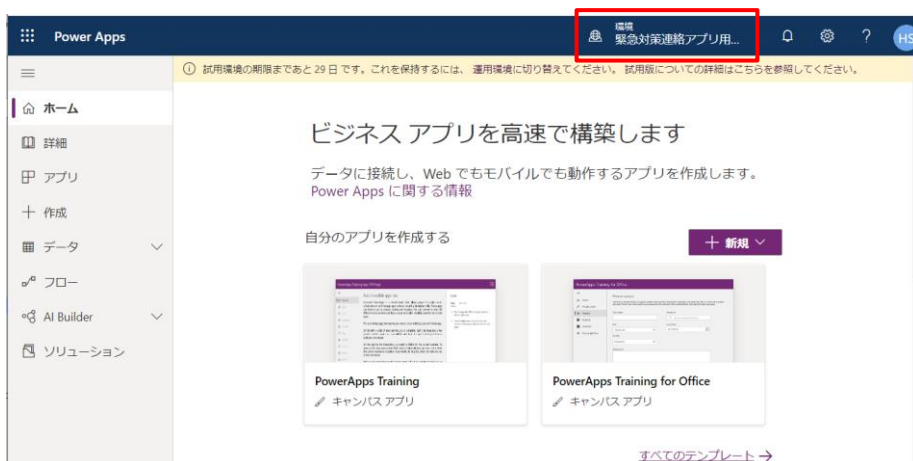 Power Apps
環境
緊急対策連絡アプリ用...
?
HS
試用環境の期限まであと 29 日 です。これを保持するには、 運用環境に切り替えてください。 試用版についての詳細はこちらを参照してください。
ホーム
詳細
アプリ
作成
データ
フロー
AI Builder
ソリューション
ビジネス アプリを高速で構築します
データに接続し、Web でもモバイルでも動作するアプリを作成します。
Power Apps に関する情報
自分のアプリを作成する
+ 新規
PowerApps Training
キャンバス アプリ
PowerApps Training for Office
キャンバス アプリ
すべてのテンプレート →